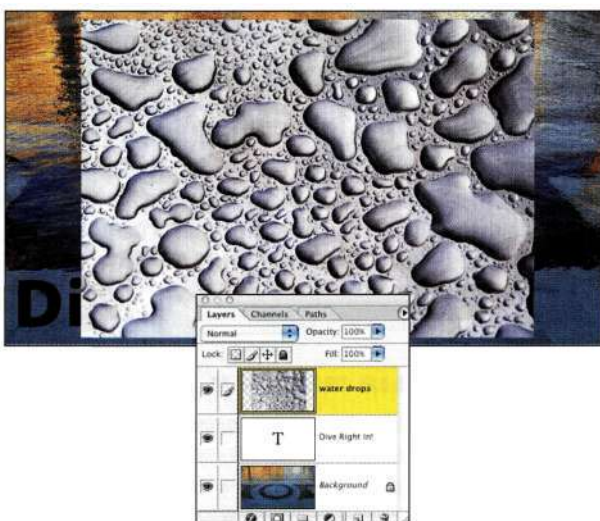 Di
Layers Channels Paths
Normal Opacity: 100%
Lock: Fill: 100%
water drops
T Dive Right In!
Background